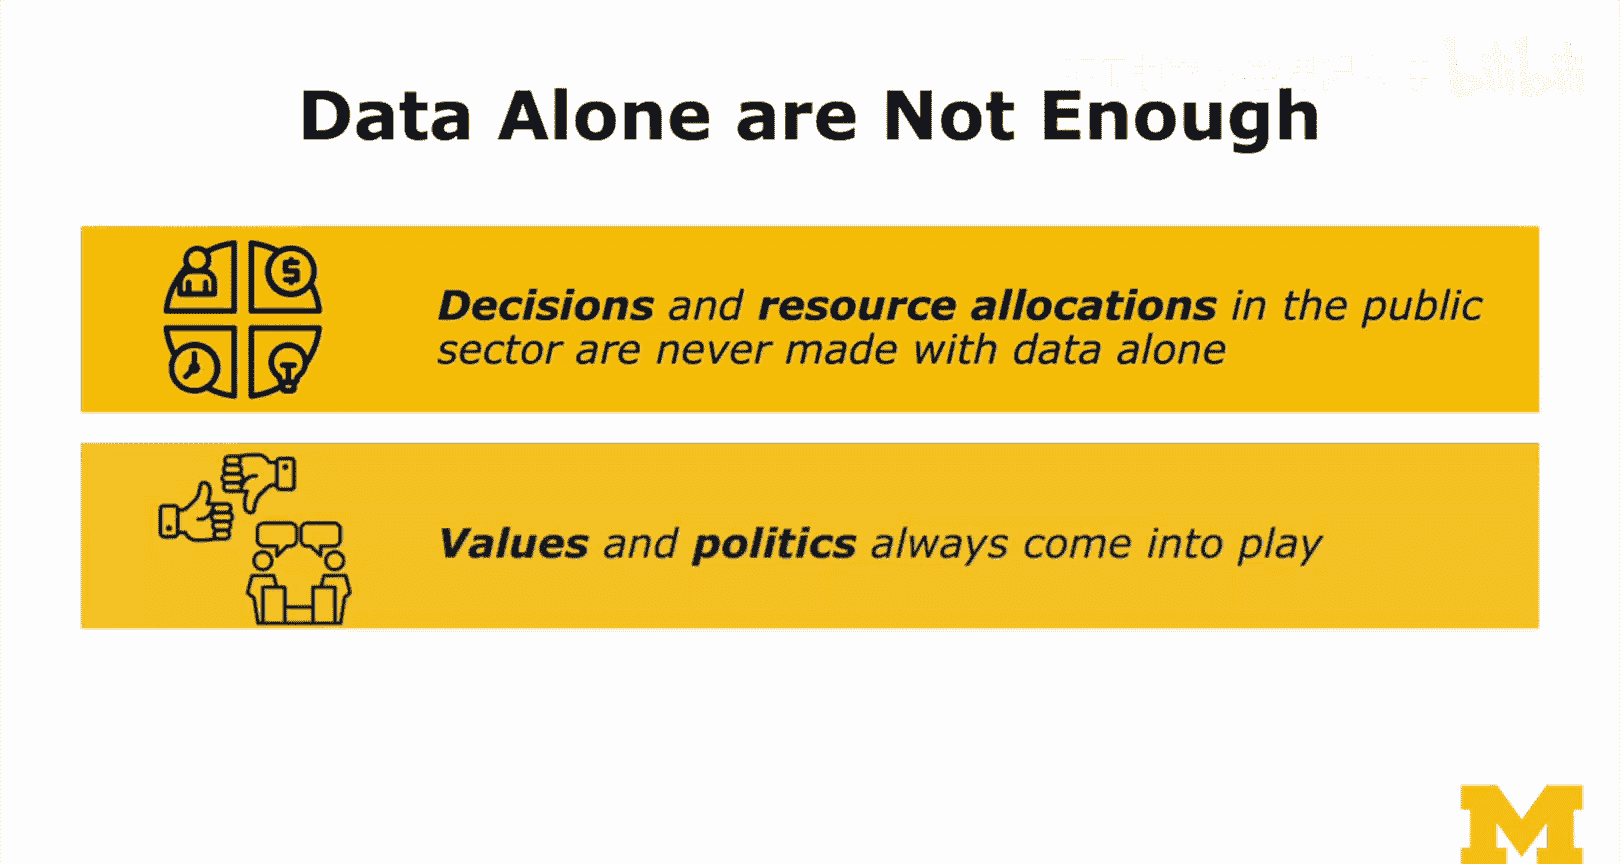 Data Alone are Not Enough
Decisions and resource allocations in the public
sector are never made with data alone
Values and politics always come into play
M